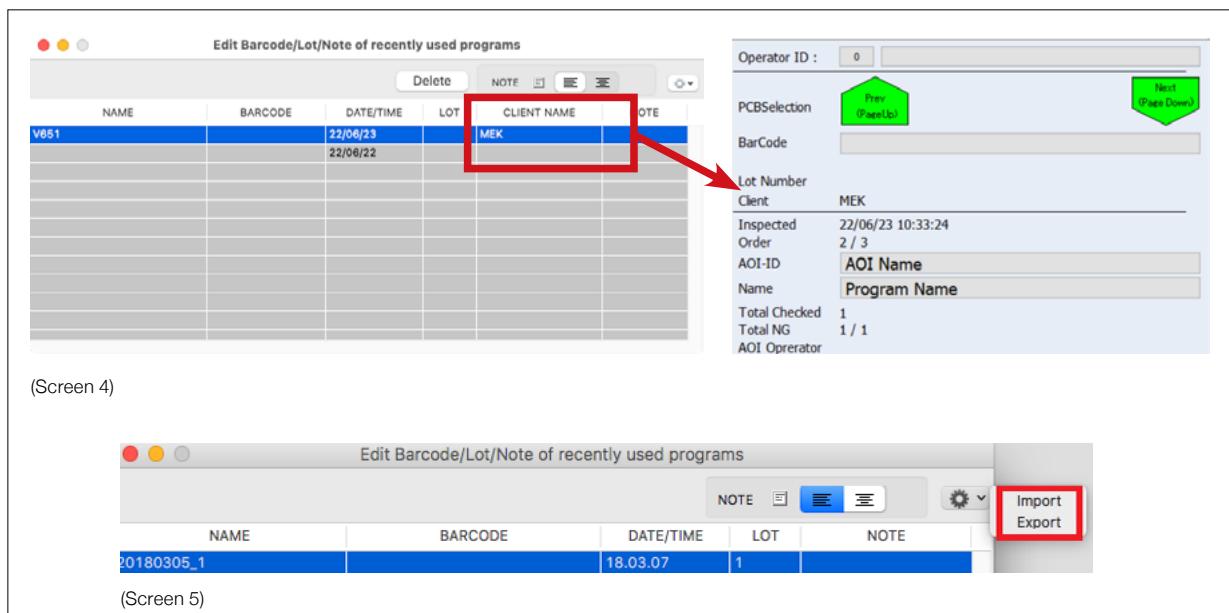 Edit Barcode/Lot/Note of recently used programs
Delete NOTE
NAME BARCODE DATE/TIME LOT CLIENT NAME OTE
V651 22/06/23 MEK
22/06/22
Operator ID : 0
PCBSelection Prev (PageUp) Next (Page Down)
BarCode
Lot Number
Client MEK
Inspected 22/06/23 10:33:24
Order 2 / 3
AOI-ID AOI Name
Name Program Name
Total Checked 1
Total NG 1 / 1
AOI Oprerator
(Screen 4)
Edit Barcode/Lot/Note of recently used programs
NOTE
Import
Export
NAME BARCODE DATE/TIME LOT NOTE
20180305_1 18.03.07 1
(Screen 5)